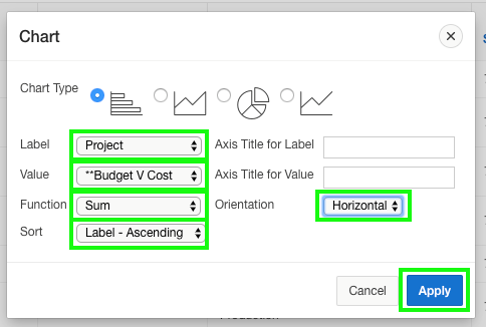 Chart
Chart Type
Label Project Axis Title for Label
Value **Budget V Cost Axis Title for Value
Function Sum Orientation Horizontal
Sort Label - Ascending
Cancel Apply
Production